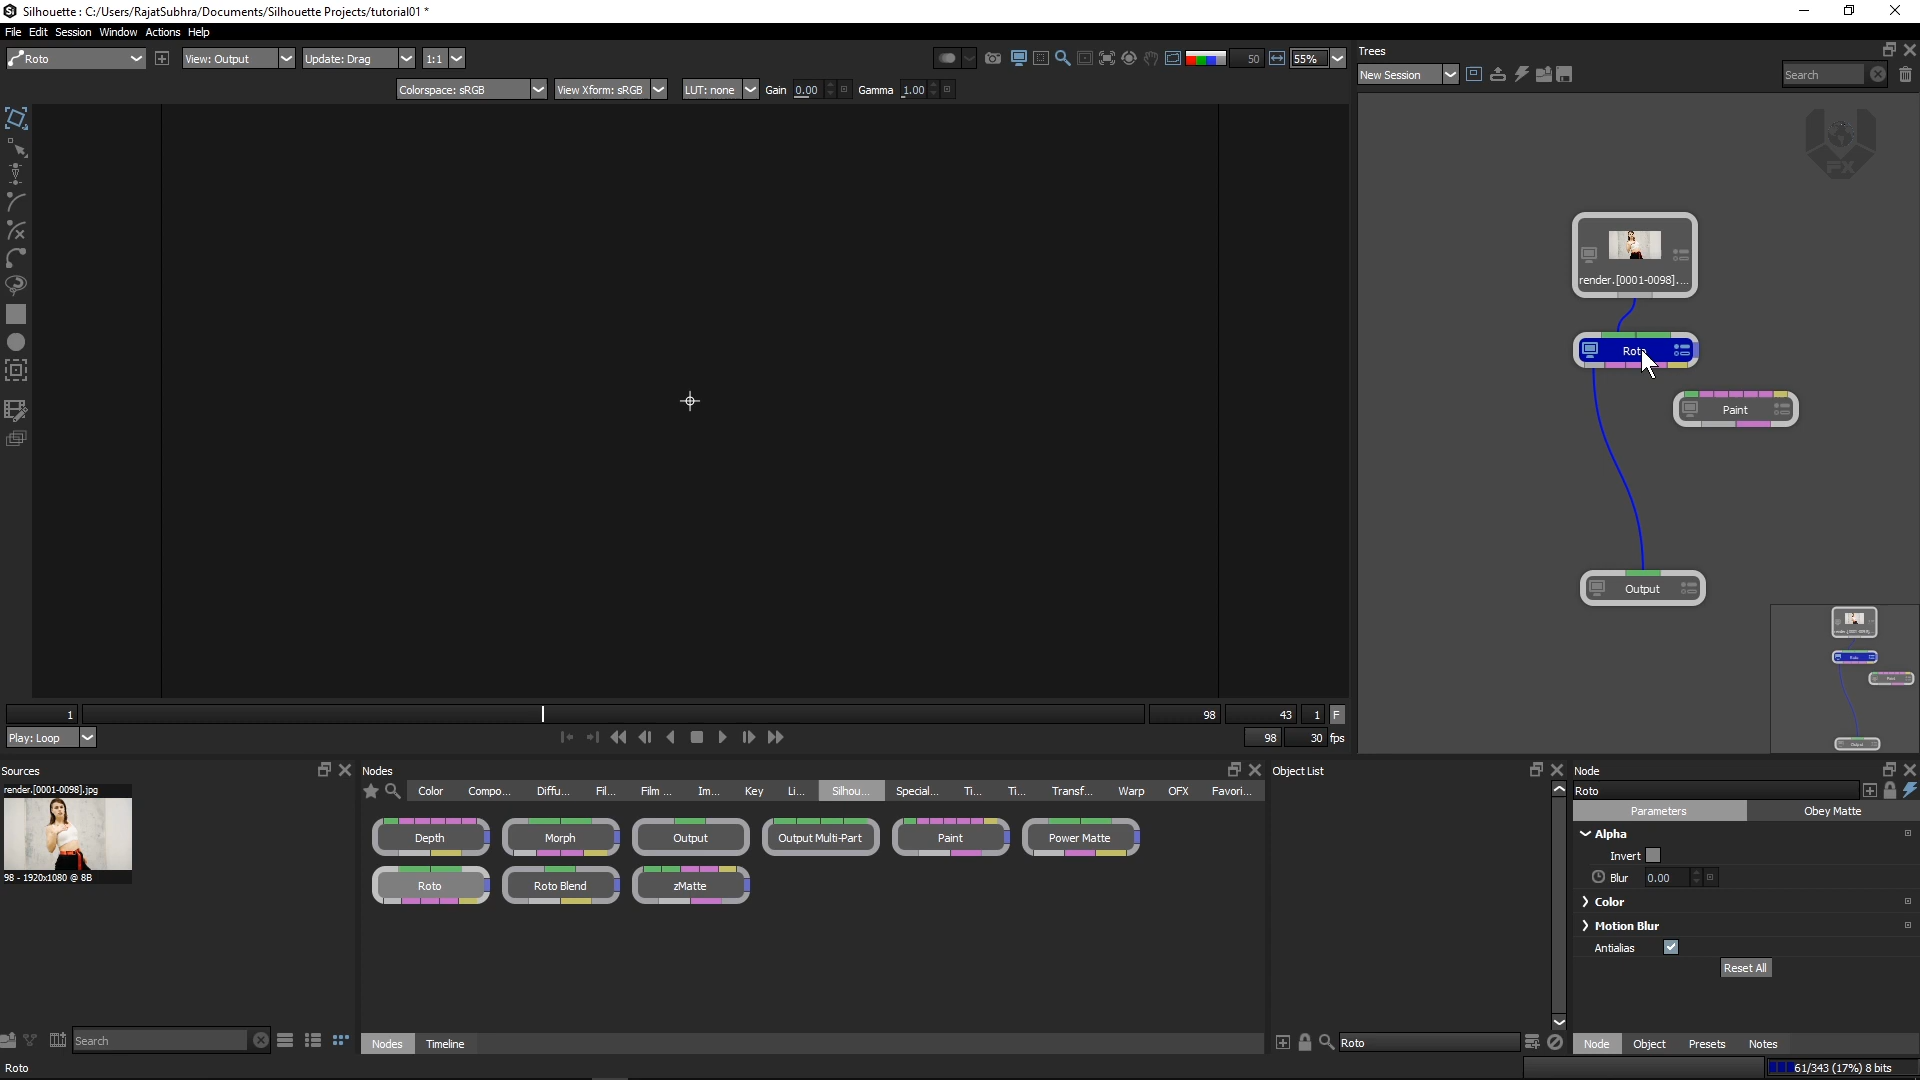 Silhouette : C:/Users/RajatSubhra/Documents/Silhouette Projects/tutorial01 *
File Edit Session Window Actions Help
Roto View: Output Update: Drag 1:1 50 55%
Colorspace: sRGB View Xform: sRGB LUT: none Gain 0.00 Gamma 1.00
Trees
New Session Search
FX
render.[0001-0098]....
Roto
Paint
Output
1 98 43 1 F
Play: Loop 98 30 fps
Sources
render.[0001-0098].jpg
98 - 1920x1080 @ 8B
Search
Nodes
Color Compo... Diffu... Fil... Film ... Im... Key Li... Silhou... Special... Ti... Ti... Transf... Warp OFX Favori...
Depth Morph Output Output Multi-Part Paint Power Matte
Roto Roto Blend zMatte
Nodes Timeline
Object List
Roto
Node
Roto
Parameters Obey Matte
Alpha
Invert
Blur 0.00
Color
Motion Blur
Antialias
Reset All
Node Object Presets Notes
Roto
61/343 (17%) 8 bits